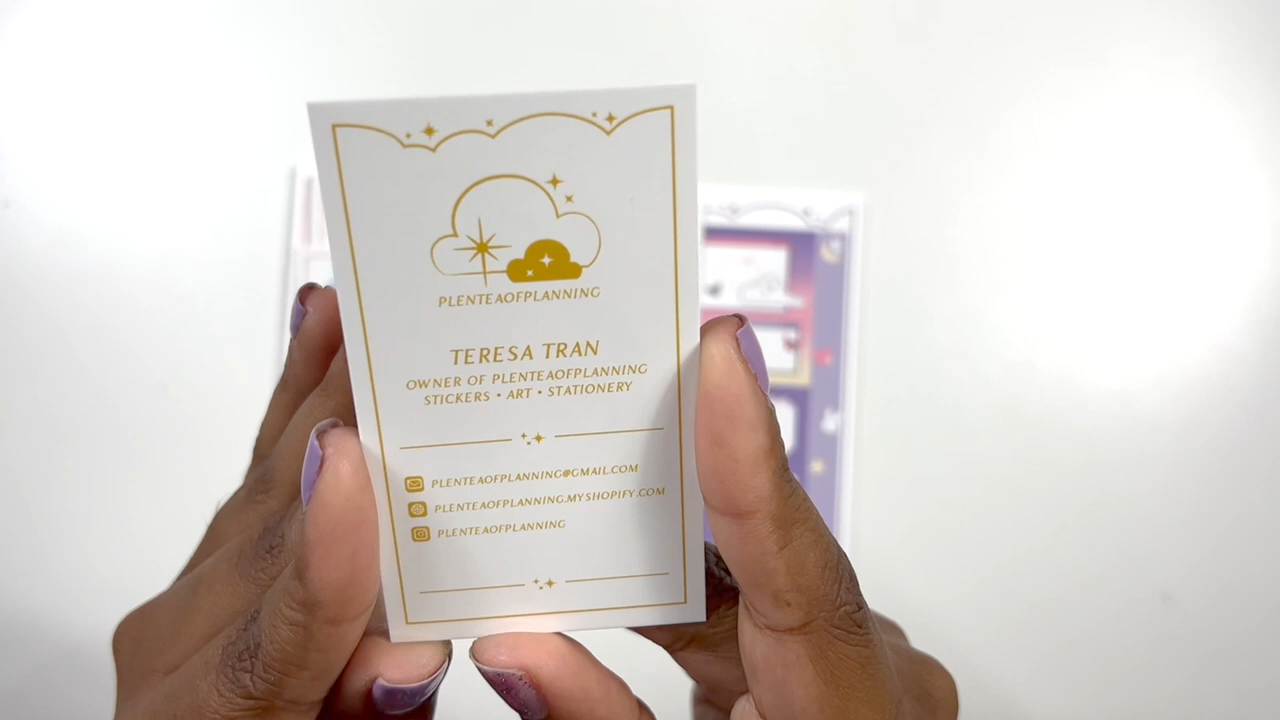 PLENTEAOFPLANNING
TERESA TRAN
OWNER OF PLENTEAOFPLANNING
STICKERS • ART • STATIONERY
PLENTEAOFPLANNING@GMAIL.COM
PLENTEAOFPLANNING.MYSHOPIFY.COM
PLENTEAOFPLANNING